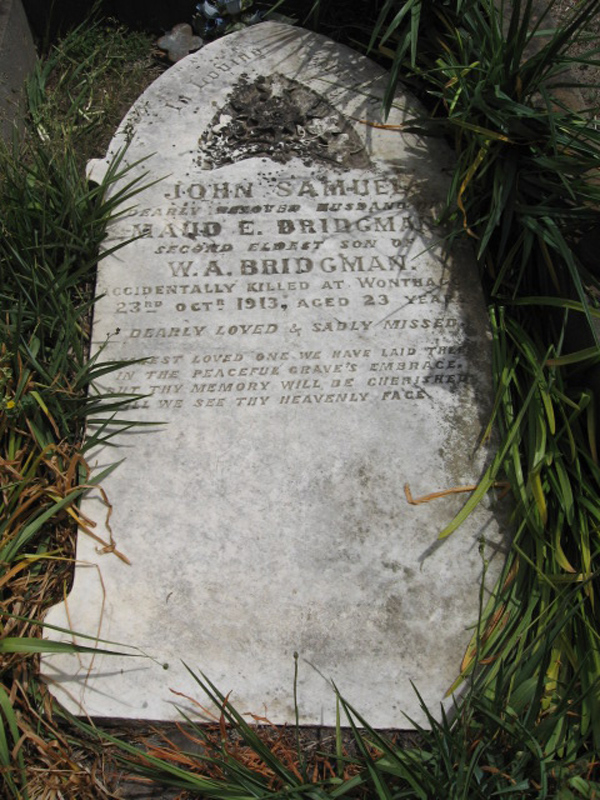 In Loving
JOHN SAMUEL
DEARLY BELOVED HUSBAND OF
MAUD E. BRIDGMAN
SECOND ELDEST SON OF
W. A. BRIDGMAN.
ACCIDENTALLY KILLED AT WONTHAGGI
23RD OCTR 1913, AGED 23 YEARS
DEARLY LOVED & SADLY MISSED
LOVED ONE WE HAVE LAID THEE
IN THE PEACEFUL GRAVE'S EMBRACE.
BUT THY MEMORY WILL BE CHERISHED
TILL WE SEE THY HEAVENLY FACE.